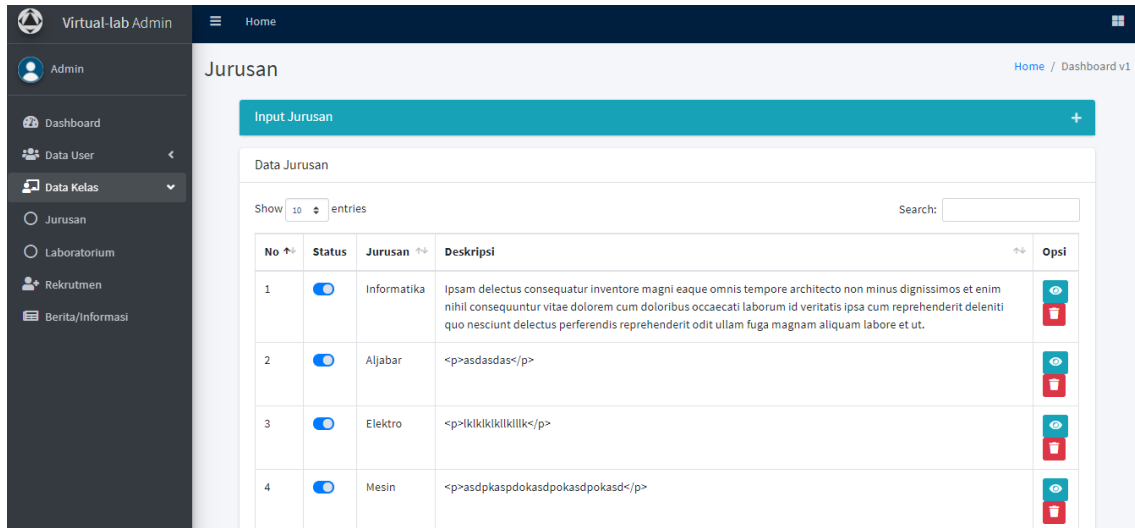 Virtual-lab Admin
Home
Admin
Jurusan
Home / Dashboard v1
Dashboard
Data User
Data Kelas
Jurusan
Laboratorium
Rekrutmen
Berita/Informasi
Input Jurusan
Data Jurusan
Show 10 entries
Search:
No Status Jurusan Deskripsi Opsi
1 Informatika Ipsam delectus consequatur inventore magni eaque omnis tempore architecto non minus dignissimos et enim
nihil consequuntur vitae dolorem cum doloribus occaecati laborum id veritatis ipsa cum reprehenderit deleniti
quo nesciunt delectus perferendis reprehenderit odit ullam fuga magnam aliquam labore et ut.
2 Aljabar <p>asdasdas</p>
3 Elektro <p>lklklklkllklllk</p>
4 Mesin <p>asdpkaspdokasdpokasdpokasd</p>